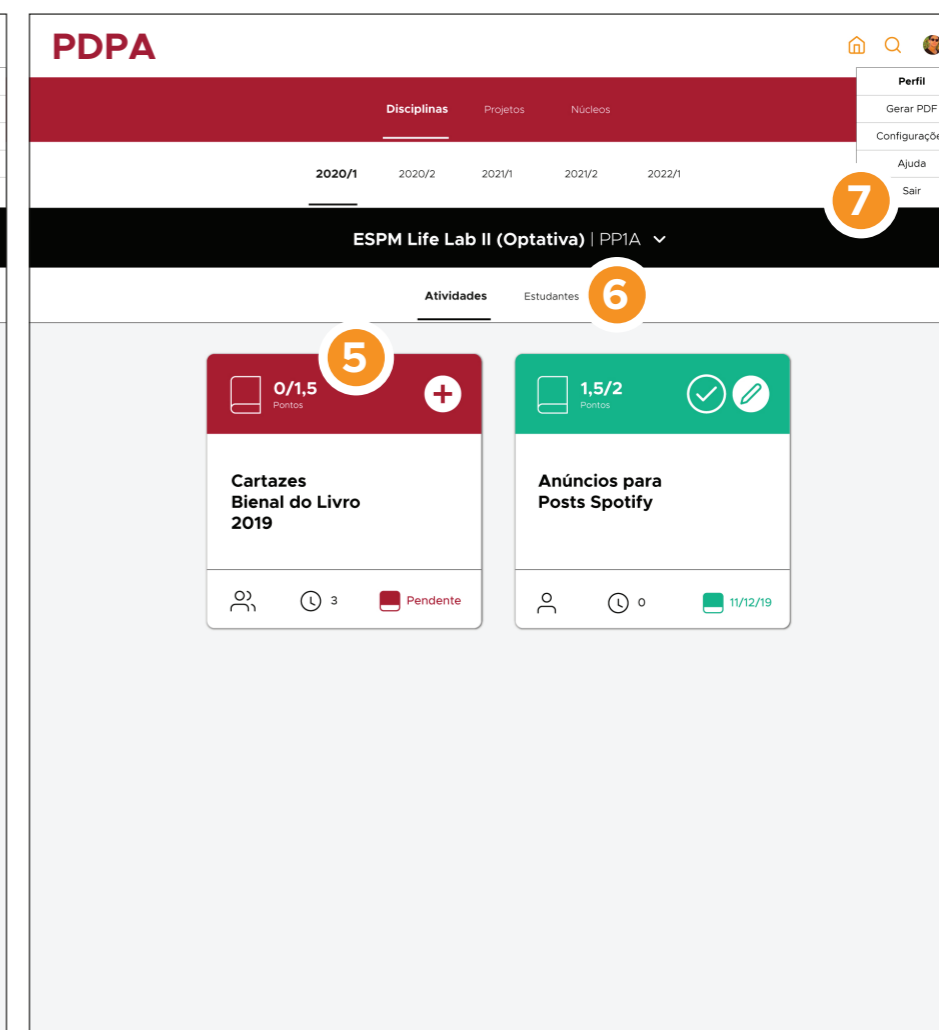 PDPA
Perfil
Disciplinas Projetos Núcleos
Gerar PDF
Configuraçõe
2020/1 2020/2 2021/1 2021/2 2022/1
Ajuda
7
Sair
ESPM Life Lab II (Optativa) | PP1A
Atividades Estudantes 6
5
0/1,5
Pontos
1,5/2
Pontos
Cartazes
Bienal do Livro
2019
Anúncios para
Posts Spotify
3 Pendente
0 11/12/19